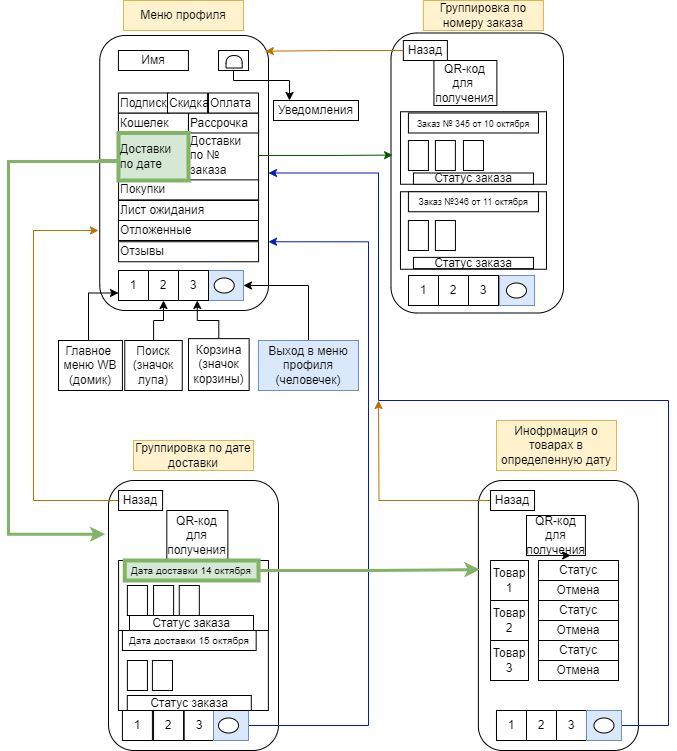 Меню профиля
Имя
Уведомления
Подписк
Скидка
Оплата
Кошелек
Рассрочка
Доставки
по дате
Доставки
по №
заказа
Покупки
Лист ожидания
Отложенные
Отзывы
1
2
3
Главное
меню WB
(домик)
Поиск
(значок
лупа)
Корзина
(значок
корзины)
Выход в меню
профиля
(человечек)
Группировка по
номеру заказа
Назад
QR-код
для
получения
Заказ № 345 от 10 октября
Статус заказа
Заказ №346 от 11 октября
Статус заказа
1
2
3
Группировка по дате
доставки
Назад
QR-код
для
получения
Дата доставки 14 октября
Статус заказа
Дата доставки 15 октября
Статус заказа
1
2
3
Инофрмация о
товарах в
определенную дату
Назад
QR-код
для
получения
Товар
1
Статус
Отмена
Товар
2
Статус
Отмена
Товар
3
Статус
Отмена
1
2
3